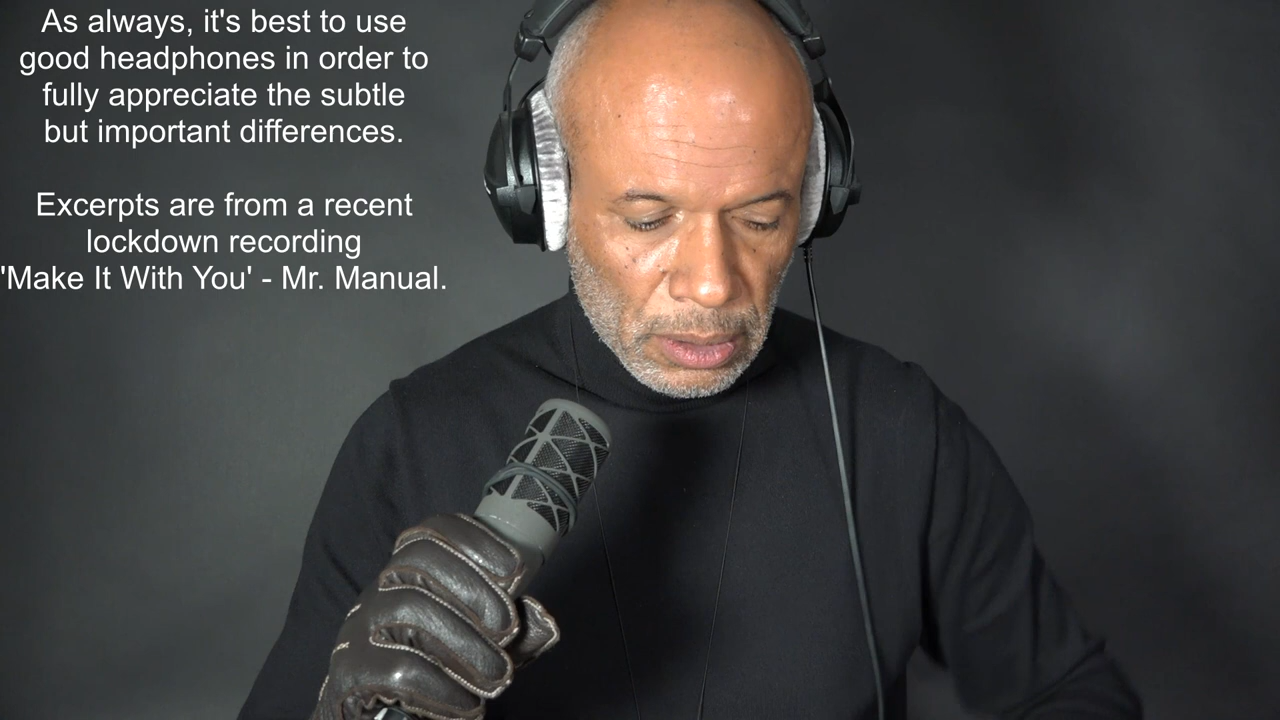 As always, it's best to use
good headphones in order to
fully appreciate the subtle
but important differences.
Excerpts are from a recent
lockdown recording
'Make It With You' - Mr. Manual.